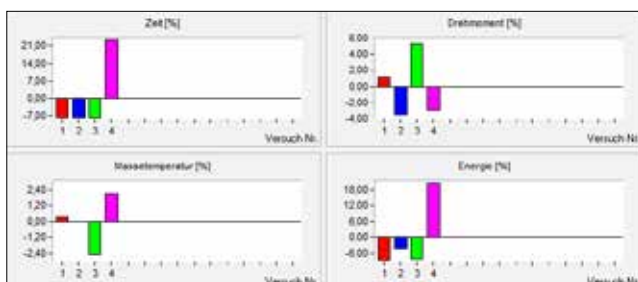 Zeit [%]
21,00
14,00
7,00
0,00
-7,00
1 2 3 4
Versuch Nr.
Drehmoment [%]
6,00
4,00
2,00
0,00
-2,00
-4,00
1 2 3 4
Versuch Nr.
Massetemperatur [%]
2,40
1,20
0,00
-1,20
-2,40
1 2 3 4
Versuch Nr.
Energie [%]
18,00
12,00
6,00
0,00
-6,00
1 2 3 4
Versuch Nr.